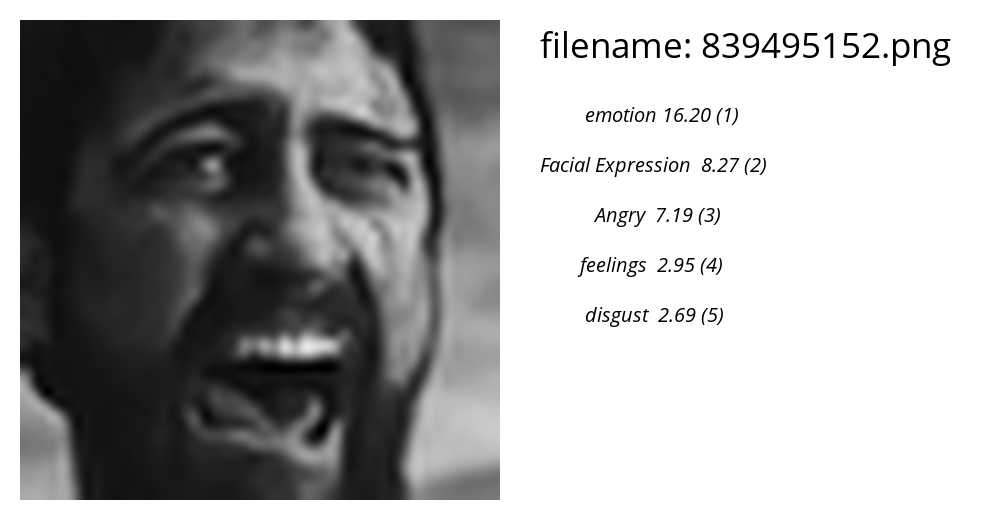 filename: 839495152.png
emotion 16.20 (1)
Facial Expression 8.27 (2)
Angry 7.19 (3)
feelings 2.95 (4)
disgust 2.69 (5)